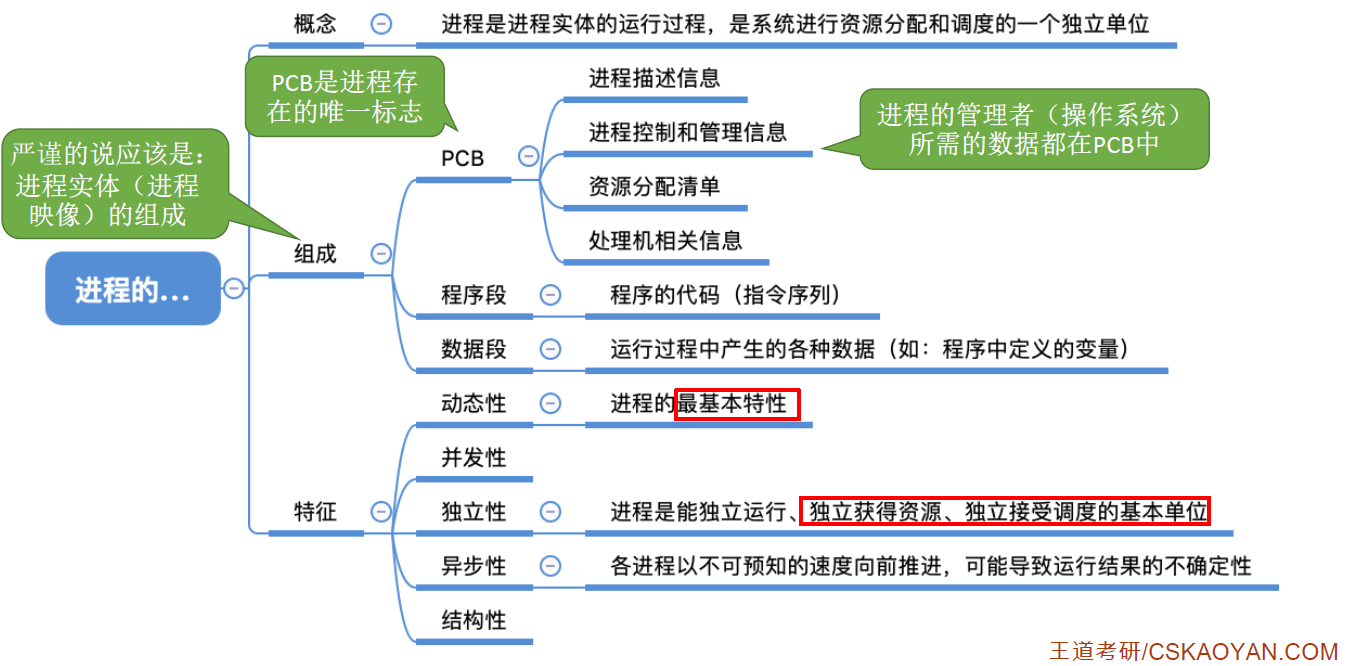 概念
进程是进程实体的运行过程，是系统进行资源分配和调度的一个独立单位
PCB是进程存
在的唯一标志
进程描述信息
进程的管理者（操作系统）
所需的数据都在PCB中
进程控制和管理信息
PCB
严谨的说应该是：
进程实体（进程
映像）的组成
资源分配清单
处理机相关信息
组成
进程的...
程序段
程序的代码（指令序列）
数据段
运行过程中产生的各种数据（如：程序中定义的变量）
动态性
进程的最基本特性
并发性
特征
独立性
进程是能独立运行、独立获得资源、独立接受调度的基本单位
异步性
各进程以不可预知的速度向前推进，可能导致运行结果的不确定性
结构性
王道考研/CSKAOYAN.COM